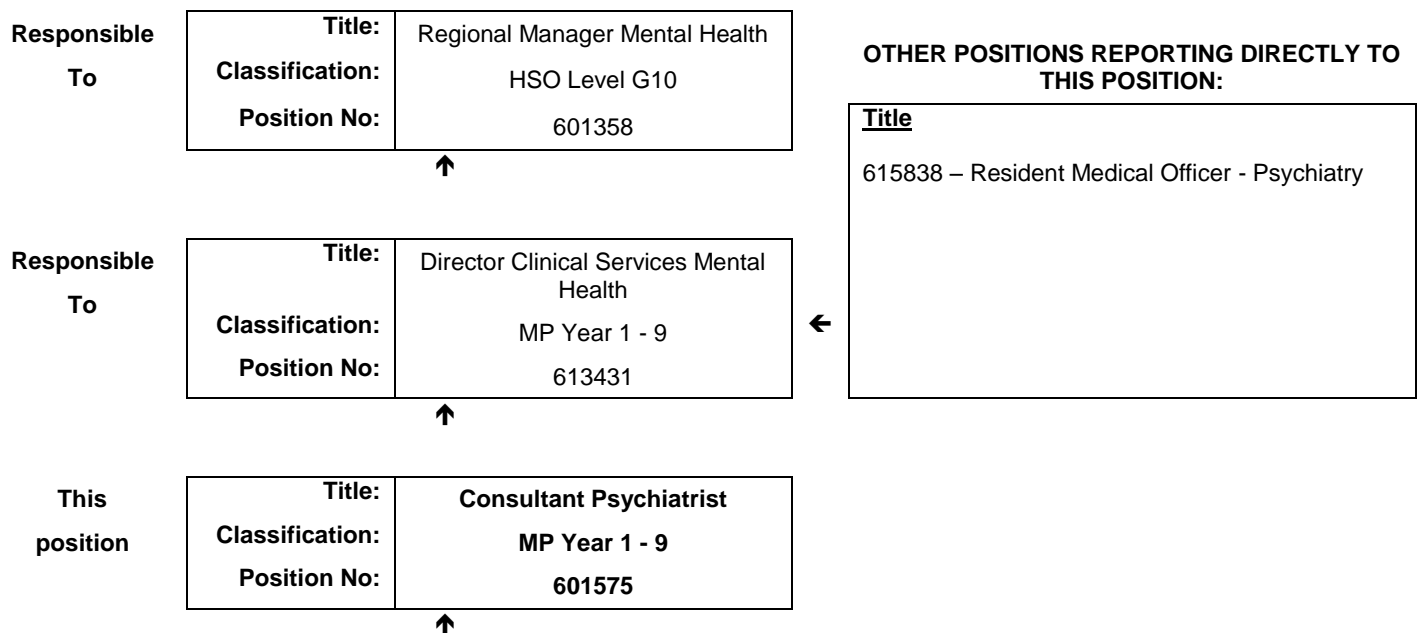 Responsible
To
Title:
Regional Manager Mental Health
Classification:
HSO Level G10
Position No:
601358
🡩
OTHER POSITIONS REPORTING DIRECTLY TO
THIS POSITION:
Title
615838 – Resident Medical Officer - Psychiatry
Responsible
To
Title:
Director Clinical Services Mental
Health
Classification:
MP Year 1 - 9
Position No:
613431
🡨
🡩
This
position
Title:
Consultant Psychiatrist
Classification:
MP Year 1 - 9
Position No:
601575
🡩